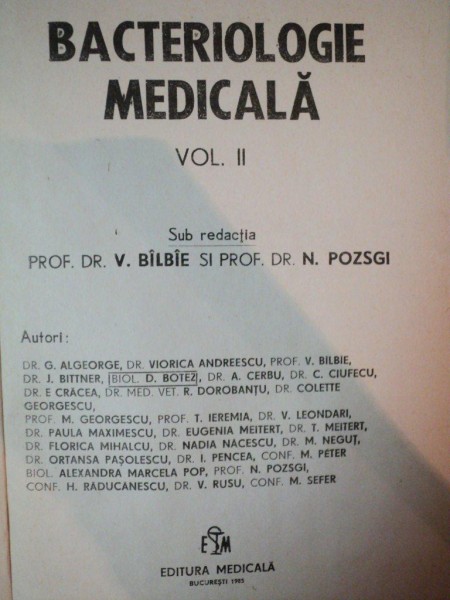 BACTERIOLOGIE
MEDICALĂ
VOL. II
Sub redacția
PROF. DR. V. BÎLBÎE SI PROF. DR. N. POZSGI
Autori:
DR. G. ALGEORGE, DR. VIORICA ANDREESCU, PROF. V. BILBIE,
DR. J. BITTNER, BIOL. D. BOTEZ, DR. A. CERBU, DR. C. CIUFECU,
DR. E CRĂCEA, DR. MED. VET. R. DOROBANȚU, DR. COLETTE
GEORGESCU,
PROF. M. GEORGESCU, PROF. T. IEREMIA, DR. V. LEONDARI,
DR. PAULA MAXIMESCU, DR. EUGENIA MEITERT, DR. T. MEITERT,
DR. FLORICA MIHALCU, DR. NADIA NACESCU, DR. M. NEGUȚ,
DR. ORTANSA PAȘOLESCU, DR. I. PENCEA, CONF. M. PETER
BIOL. ALEXANDRA MARCELA POP, PROF. N. POZSGI,
CONF. H. RADUCANESCU, DR. V. RUSU, CONF. M. SEFER
E M
EDITURA MEDICALĂ
BUCUREȘTI 1985